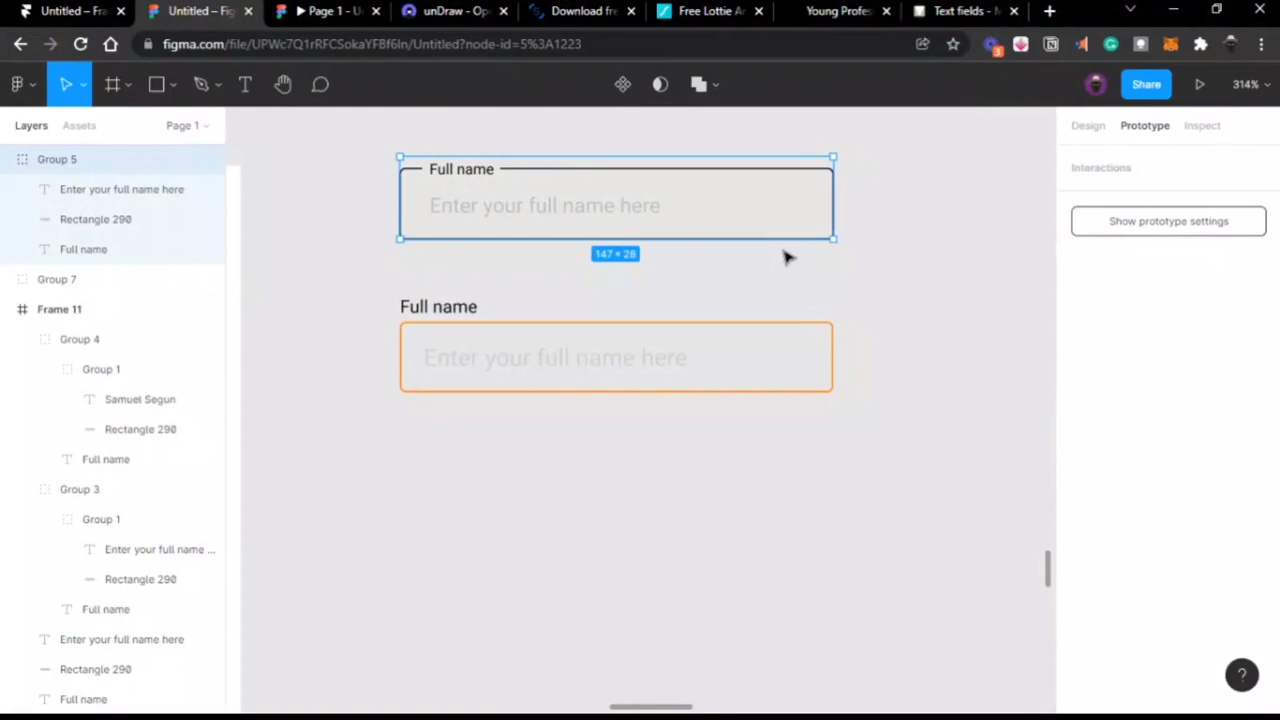 Untitled – Fra
Untitled – Fig
Page 1 - U
unDraw - Op
Download fre
Free Lottie Ar
Young Profes
Text fields - M
figma.com/file/UPWc7Q1rRFCSokaYFBf6ln/Untitled?node-id=5%3A1223
3
Share
314%
Layers
Assets
Page 1
Group 5
Enter your full name here
Rectangle 290
Full name
Group 7
Frame 11
Group 4
Group 1
Samuel Segun
Rectangle 290
Full name
Group 3
Group 1
Enter your full name ...
Rectangle 290
Full name
Enter your full name here
Rectangle 290
Full name
Full name
Enter your full name here
147 × 28
Full name
Enter your full name here
Design
Prototype
Inspect
Interactions
Show prototype settings
?